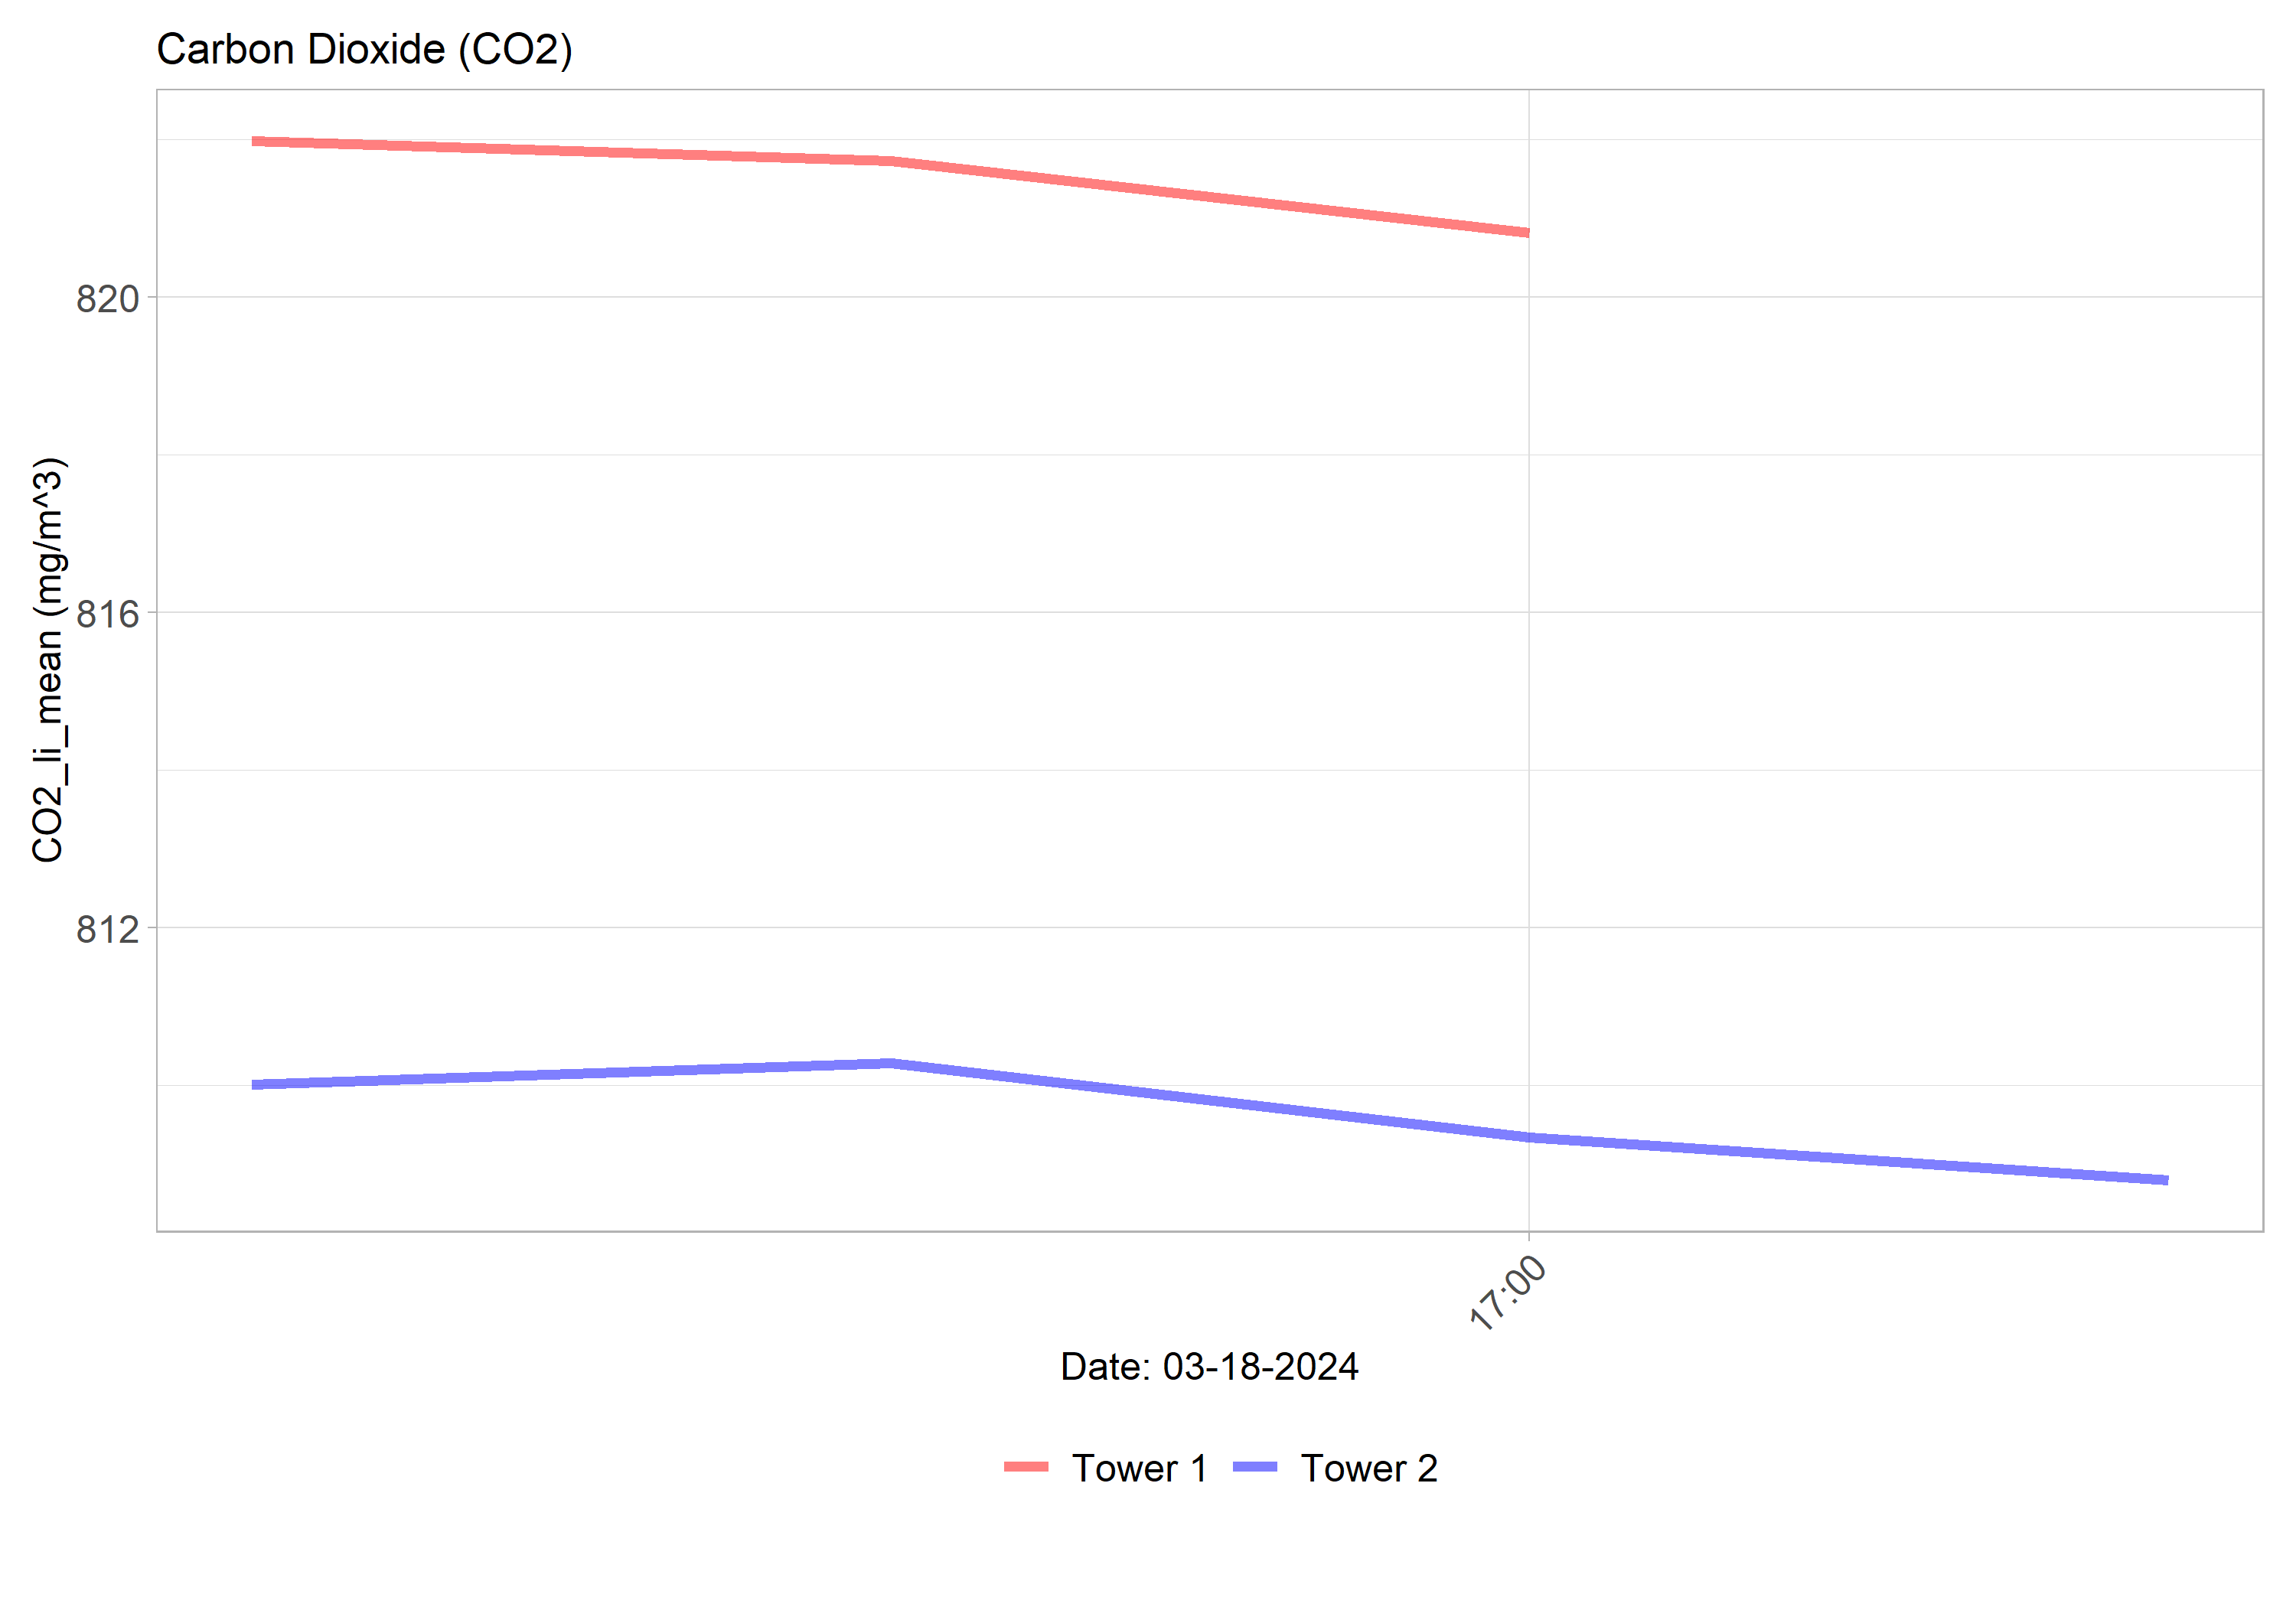 Carbon Dioxide (CO2)
CO2_li_mean (mg/m^3)
820
816
812
17:00
Date: 03-18-2024
Tower 1
Tower 2